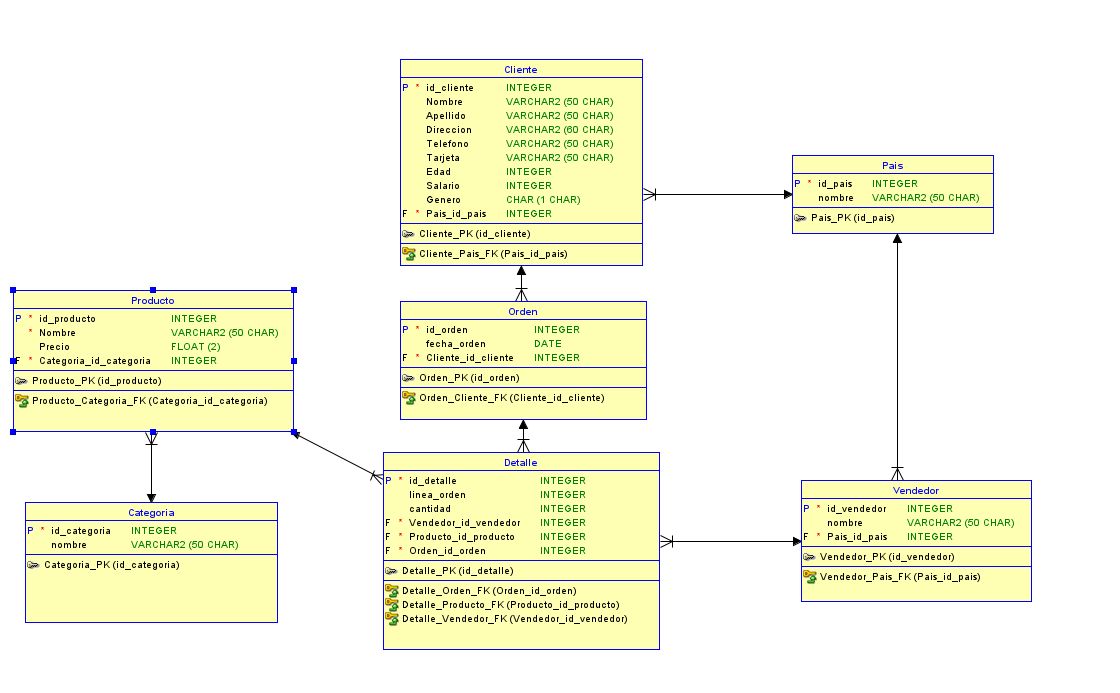 Cliente
P * id_cliente INTEGER
Nombre VARCHAR2 (50 CHAR)
Apellido VARCHAR2 (50 CHAR)
Direccion VARCHAR2 (60 CHAR)
Telefono VARCHAR2 (50 CHAR)
Tarjeta VARCHAR2 (50 CHAR)
Edad INTEGER
Salario INTEGER
Genero CHAR (1 CHAR)
F * Pais_id_pais INTEGER
Cliente_PK (id_cliente)
Cliente_Pais_FK (Pais_id_pais)
Pais
P * id_pais INTEGER
nombre VARCHAR2 (50 CHAR)
Pais_PK (id_pais)
Producto
P * id_producto INTEGER
* Nombre VARCHAR2 (50 CHAR)
Precio FLOAT (2)
F * Categoria_id_categoria INTEGER
Producto_PK (id_producto)
Producto_Categoria_FK (Categoria_id_categoria)
Orden
P * id_orden INTEGER
fecha_orden DATE
F * Cliente_id_cliente INTEGER
Orden_PK (id_orden)
Orden_Cliente_FK (Cliente_id_cliente)
Categoria
P * id_categoria INTEGER
nombre VARCHAR2 (50 CHAR)
Categoria_PK (id_categoria)
Detalle
P * id_detalle INTEGER
linea_orden INTEGER
cantidad INTEGER
F * Vendedor_id_vendedor INTEGER
F * Producto_id_producto INTEGER
F * Orden_id_orden INTEGER
Detalle_PK (id_detalle)
Detalle_Orden_FK (Orden_id_orden)
Detalle_Producto_FK (Producto_id_producto)
Detalle_Vendedor_FK (Vendedor_id_vendedor)
Vendedor
P * id_vendedor INTEGER
nombre VARCHAR2 (50 CHAR)
F * Pais_id_pais INTEGER
Vendedor_PK (id_vendedor)
Vendedor_Pais_FK (Pais_id_pais)